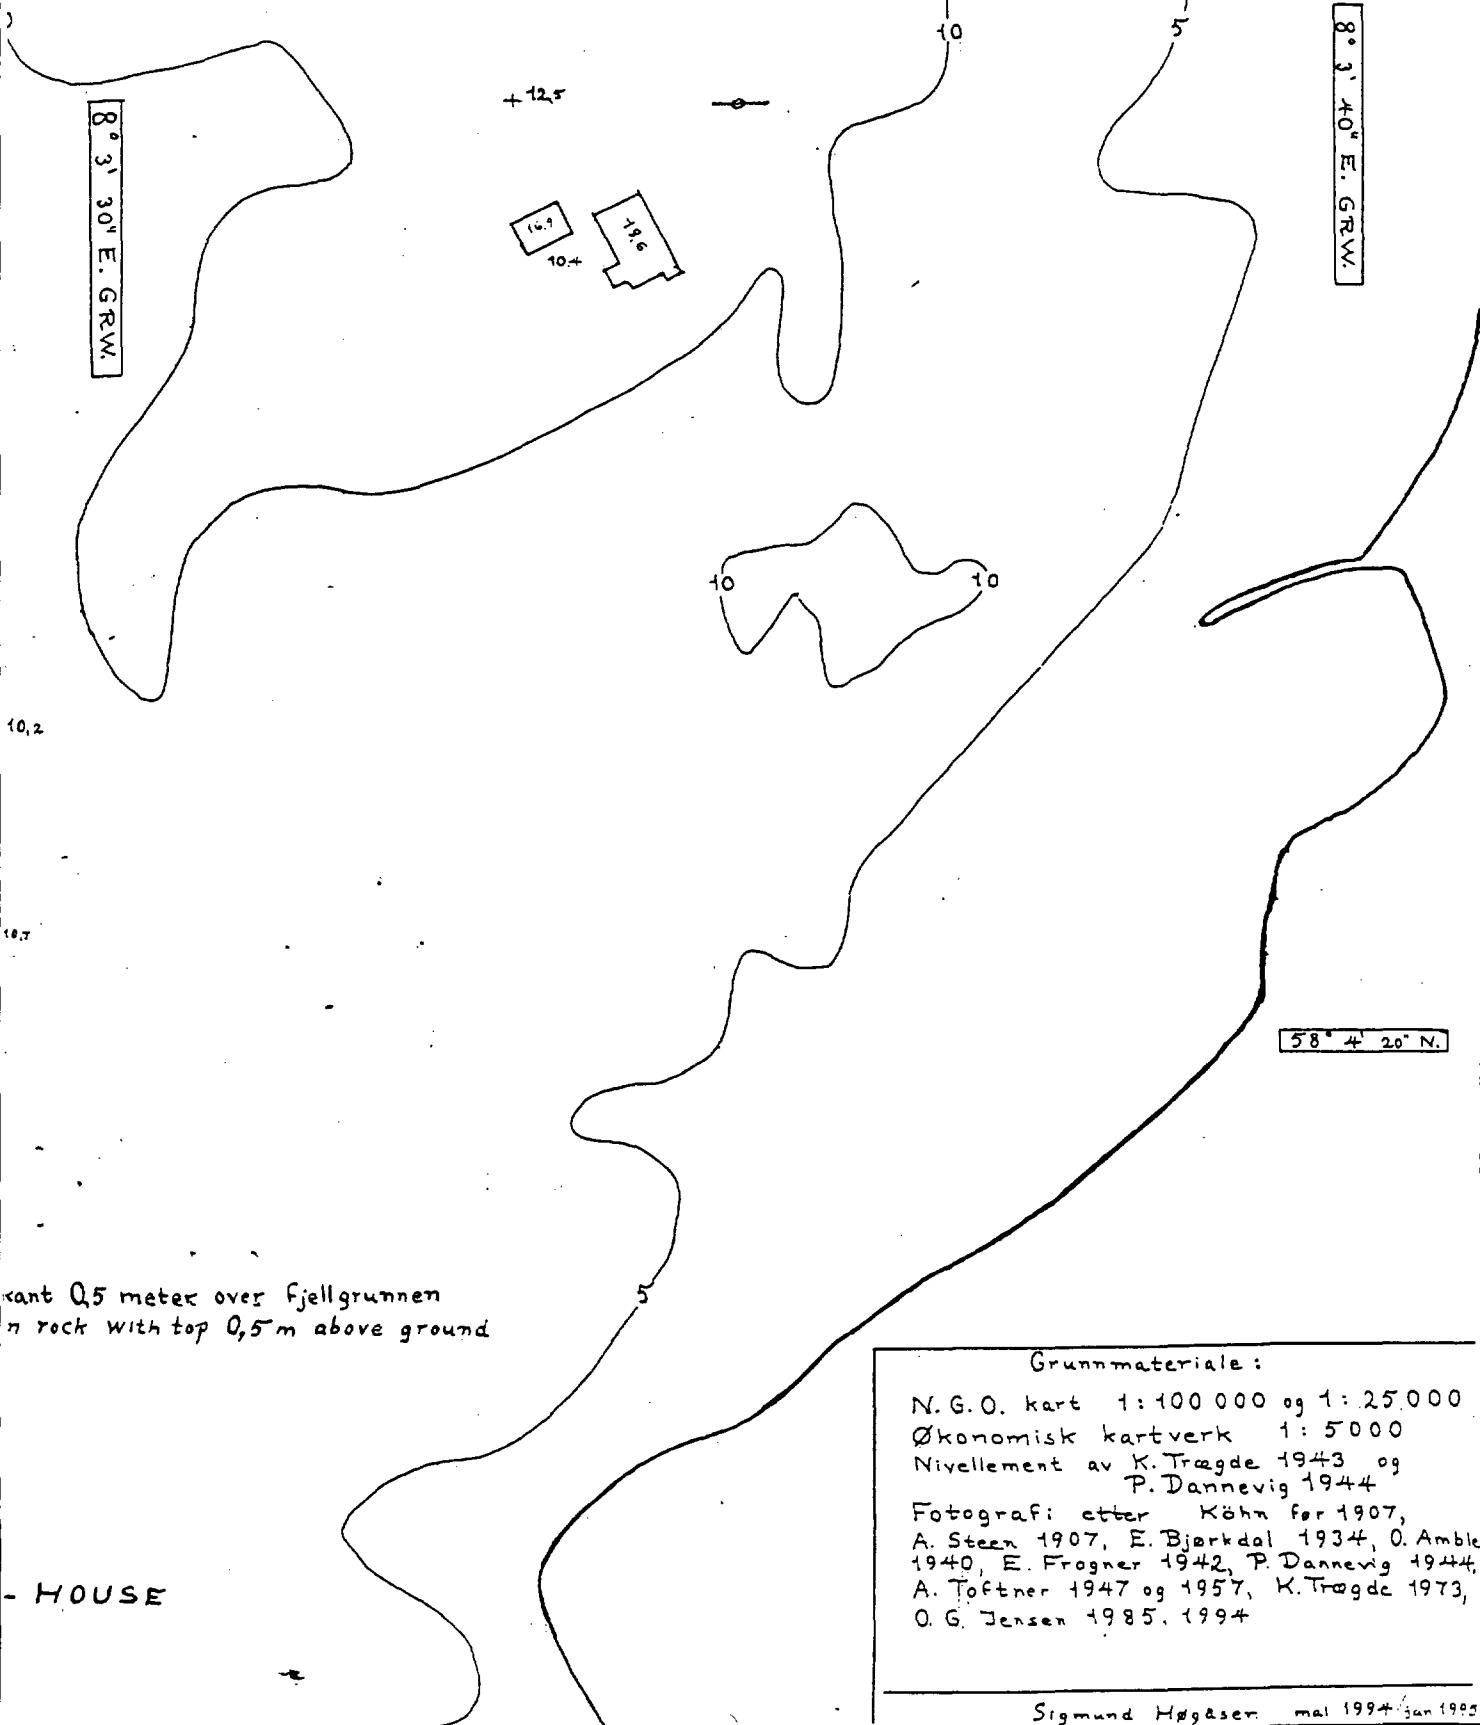 10
5
8° 3' 40" E. GRW.
+ 12,5
8° 3' 30" E. GRW.
16.9
19.6
10.4
10
10
10,2
10,7
58° 4' 20" N.
kant 0,5 meter over fjellgrunnen
n rock with top 0,5 m above ground
5
Grunnmateriale :
N. G. O. kart 1 : 100 000 og 1 : 25 000
Økonomisk kartverk 1 : 5000
Nivellement av K. Trægde 1943 og
P. Dannevig 1944
Fotografi etter Köhn før 1907,
A. Steen 1907, E. Bjørkdal 1934, O. Amble
1940, E. Frogner 1942, P. Dannevig 1944,
A. Toftner 1947 og 1957, K. Trægde 1973,
O. G. Jensen 1985, 1994
- HOUSE
Sigmund Høgåsen mai 1994 jan 1995